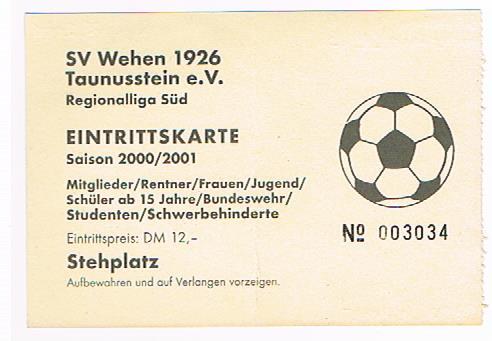 SV Wehen 1926
Taunusstein e.V.
Regionalliga Süd
EINTRITTSKARTE
Saison 2000/2001
Mitglieder/Rentner/Frauen/Jugend/
Schüler ab 15 Jahre/Bundeswehr/
Studenten/Schwerbehinderte
Eintrittspreis: DM 12,–
Stehplatz
Aufbewahren und auf Verlangen vorzeigen.
№ 003034